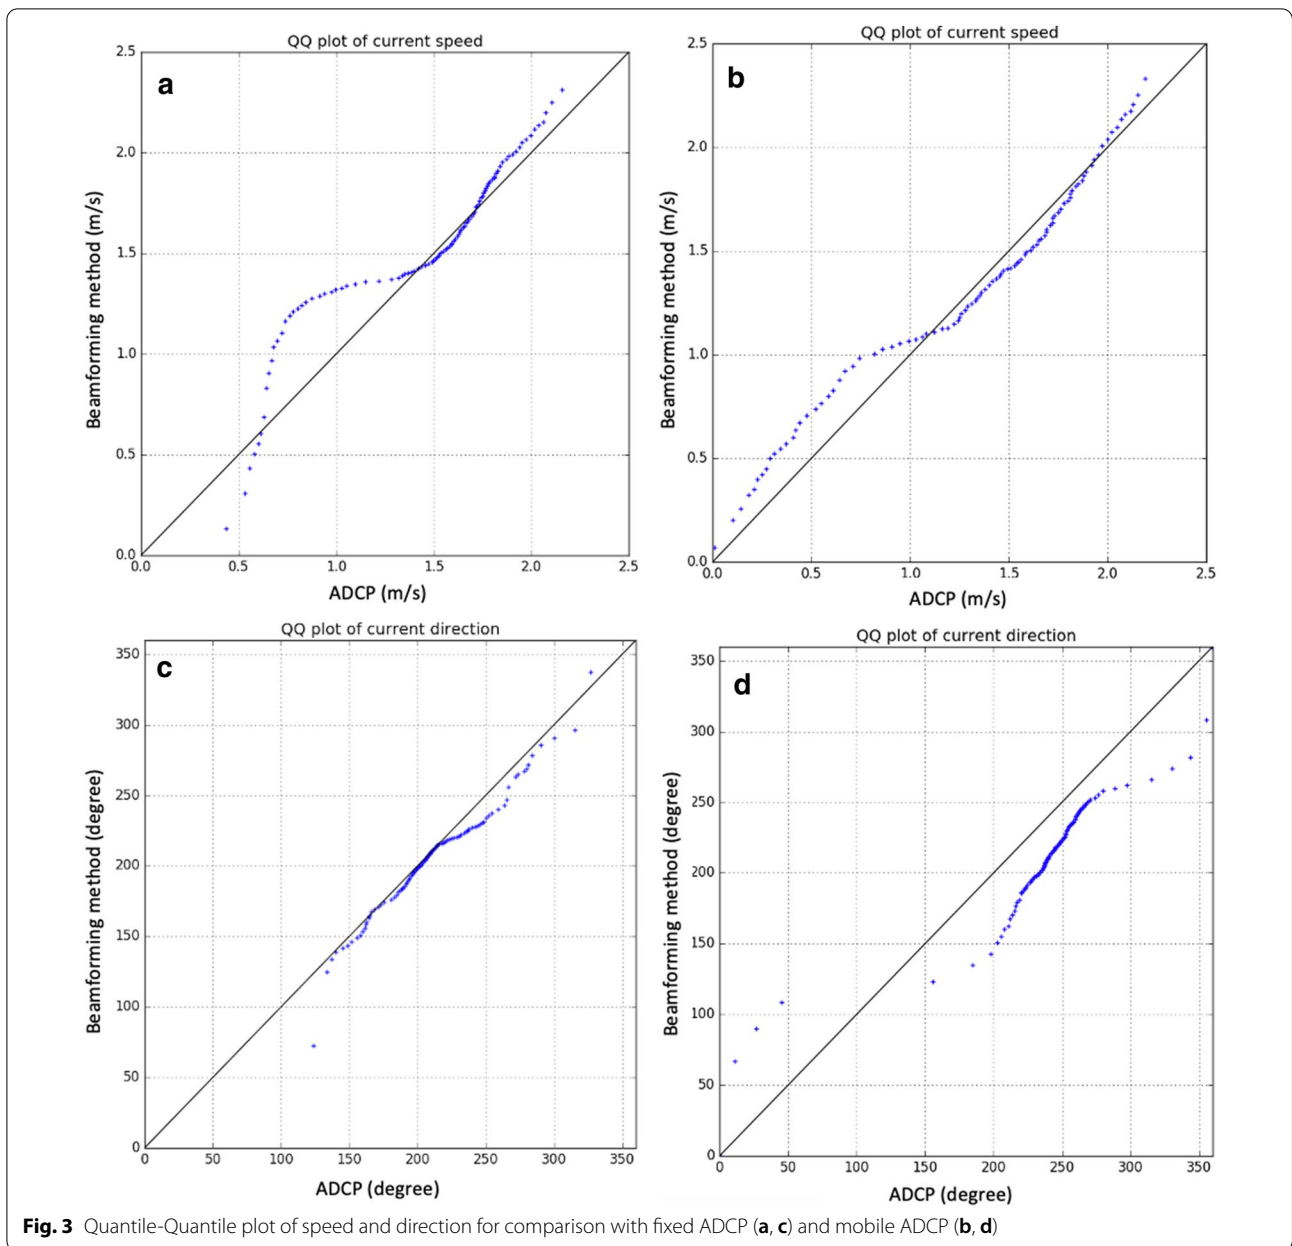 QQ plot of current speed
a
2.5
2.0
1.5
1.0
0.5
0.0
0.0 0.5 1.0 1.5 2.0 2.5
Beamforming method (m/s)
ADCP (m/s)
QQ plot of current speed
b
2.5
2.0
1.5
1.0
0.5
0.0
0.0 0.5 1.0 1.5 2.0 2.5
Beamforming method (m/s)
ADCP (m/s)
QQ plot of current direction
c
350
300
250
200
150
100
50
0
0 50 100 150 200 250 300 350
Beamforming method (degree)
ADCP (degree)
QQ plot of current direction
d
350
300
250
200
150
100
50
0
0 50 100 150 200 250 300 350
Beamforming method (degree)
ADCP (degree)
Fig. 3 Quantile-Quantile plot of speed and direction for comparison with fixed ADCP (a, c) and mobile ADCP (b, d)